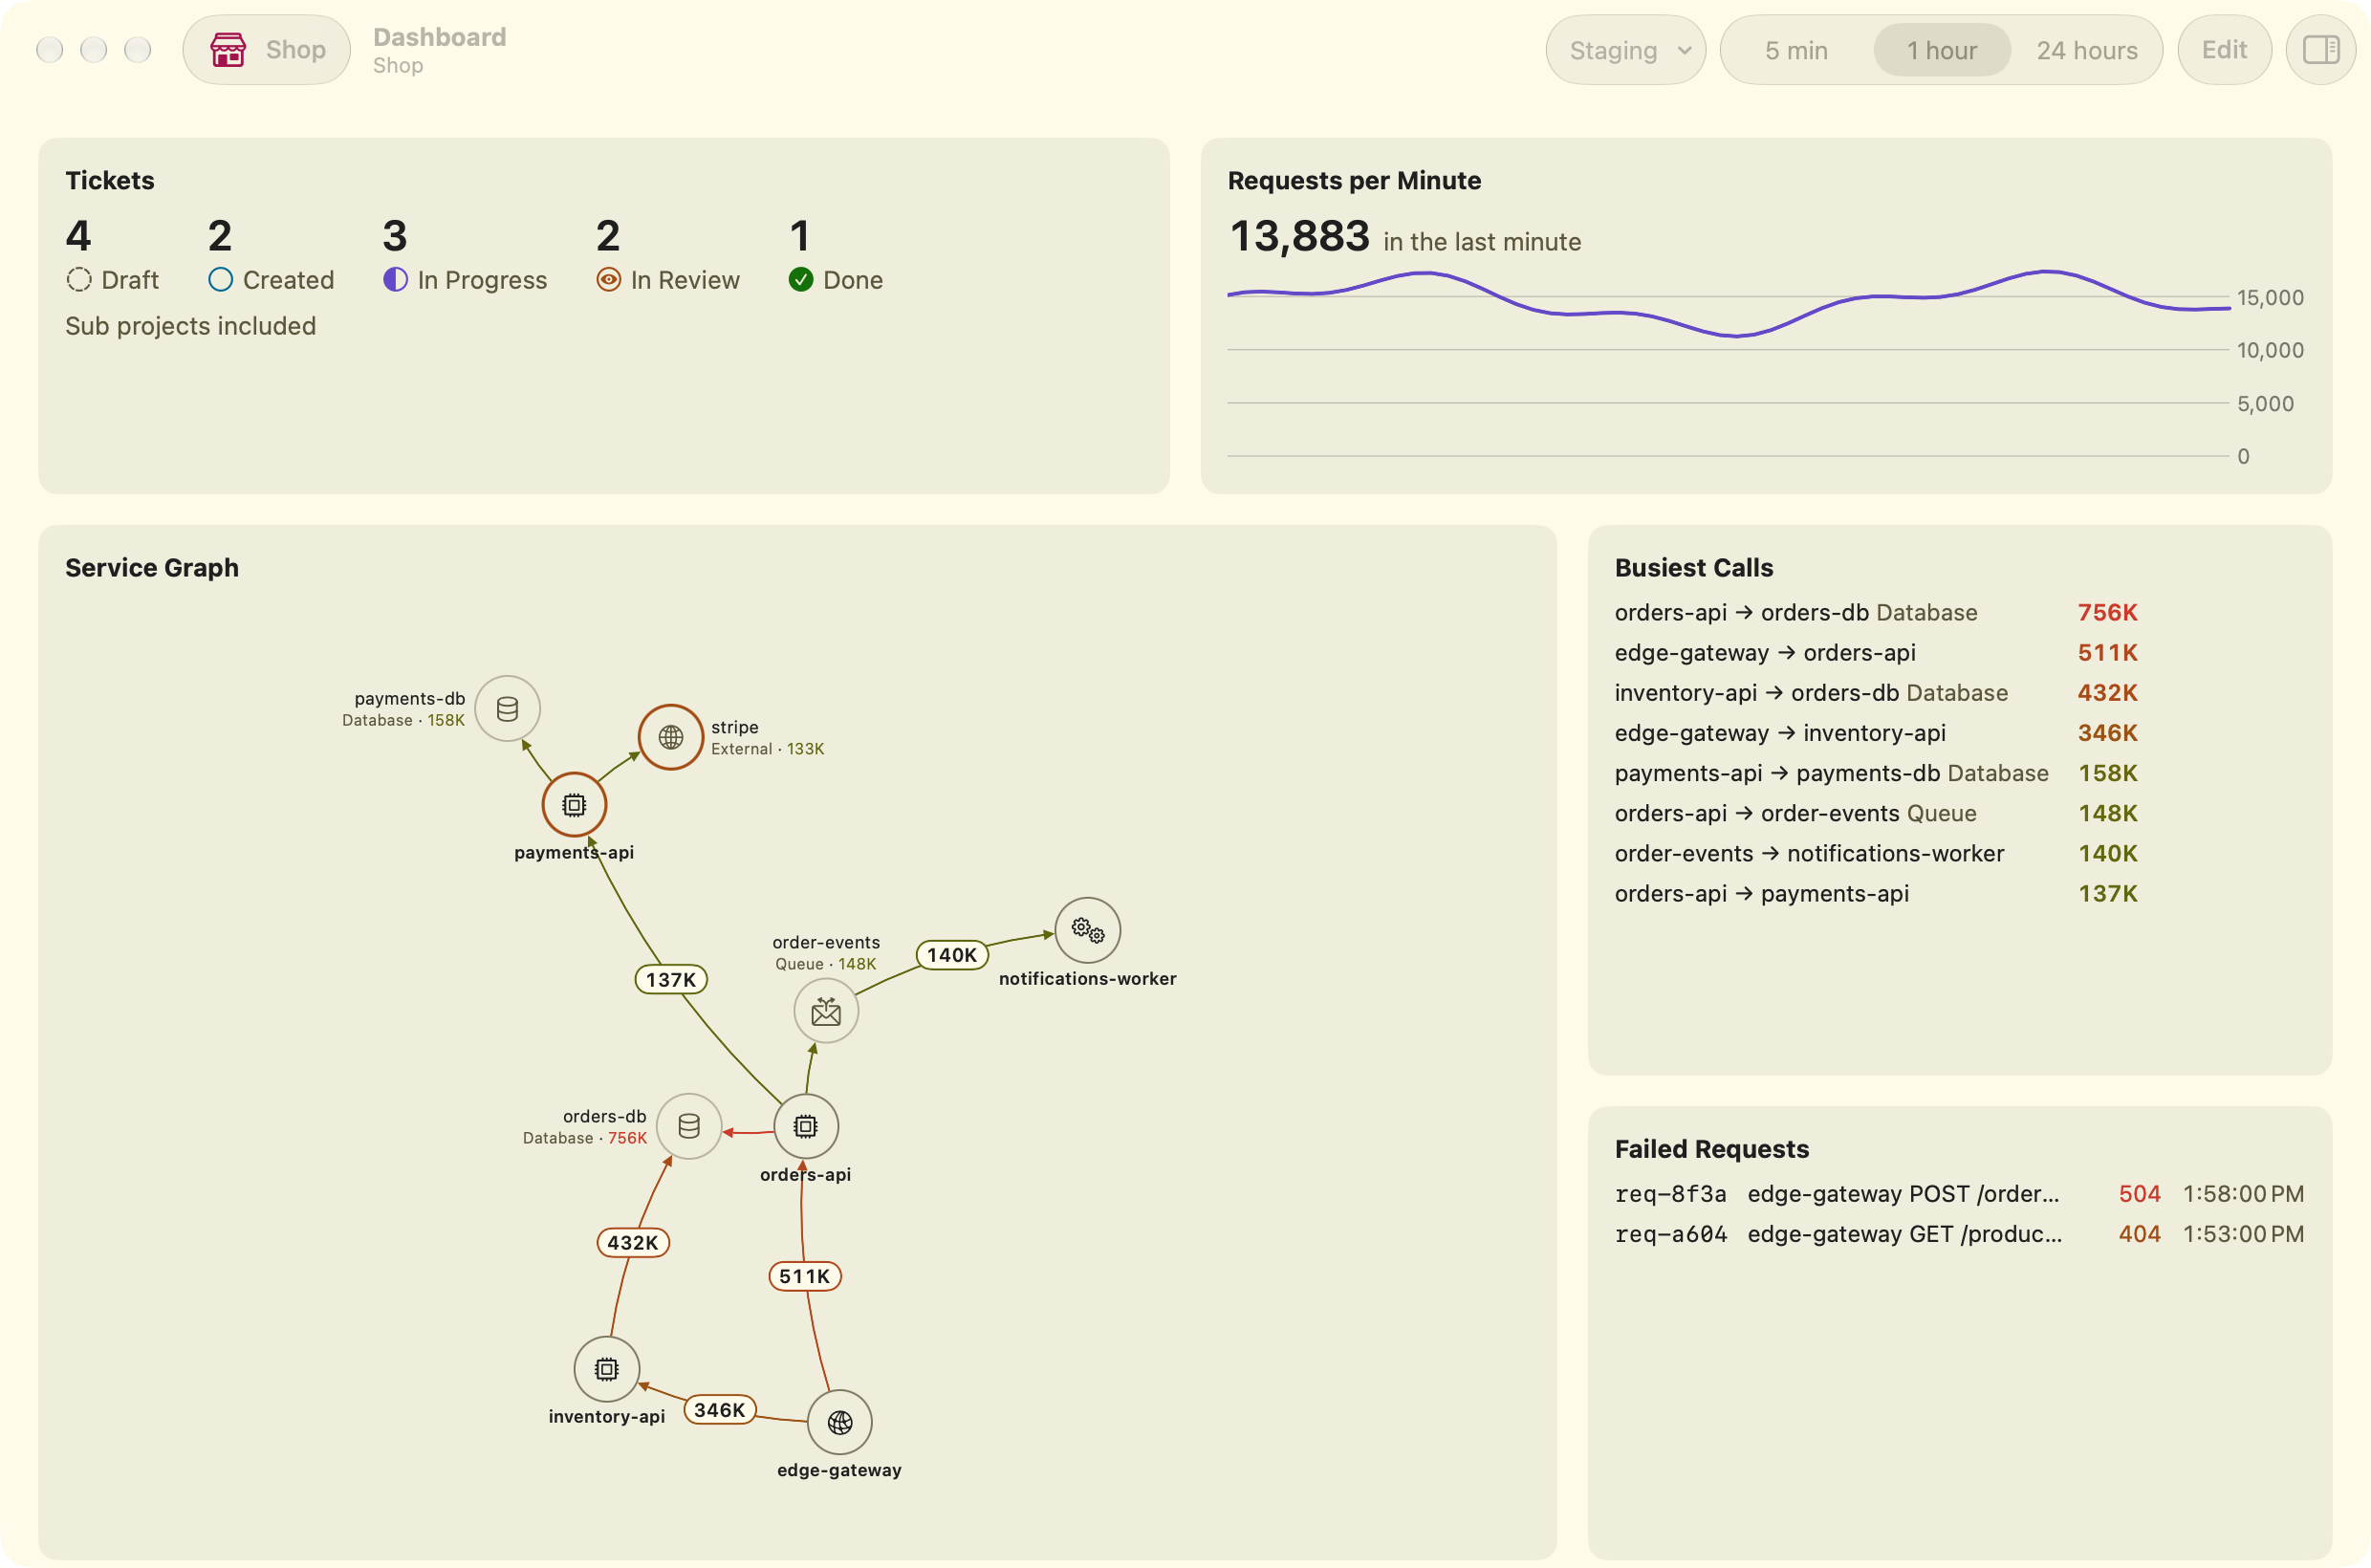 Shop
Dashboard
Shop
Staging
5 min
1 hour
24 hours
Edit
Tickets
4
Draft
2
Created
3
In Progress
2
In Review
1
Done
Sub projects included
Requests per Minute
13,883 in the last minute
15,000
10,000
5,000
0
Service Graph
payments-db
Database · 158K
stripe
External · 133K
payments-api
137K
order-events
Queue · 148K
140K
notifications-worker
orders-db
Database · 756K
orders-api
432K
511K
inventory-api
346K
edge-gateway
Busiest Calls
orders-api → orders-db Database 756K
edge-gateway → orders-api 511K
inventory-api → orders-db Database 432K
edge-gateway → inventory-api 346K
payments-api → payments-db Database 158K
orders-api → order-events Queue 148K
order-events → notifications-worker 140K
orders-api → payments-api 137K
Failed Requests
req-8f3a edge-gateway POST /order... 504 1:58:00 PM
req-a604 edge-gateway GET /produc... 404 1:53:00 PM